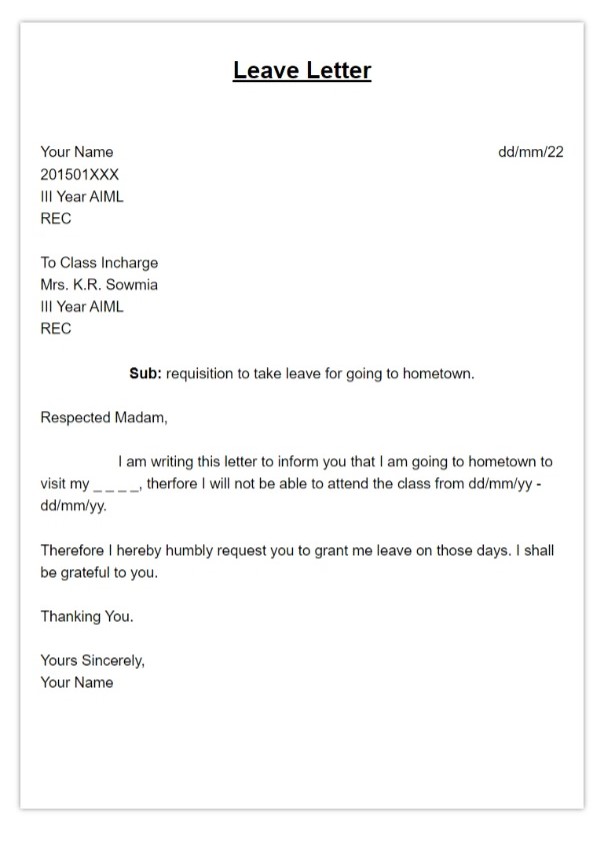 Leave Letter
Your Name dd/mm/22
201501XXX
III Year AIML
REC
To Class Incharge
Mrs. K.R. Sowmia
III Year AIML
REC
Sub: requisition to take leave for going to hometown.
Respected Madam,
I am writing this letter to inform you that I am going to hometown to
visit my _ _ _ _, therfore I will not be able to attend the class from dd/mm/yy -
dd/mm/yy.
Therefore I hereby humbly request you to grant me leave on those days. I shall
be grateful to you.
Thanking You.
Yours Sincerely,
Your Name